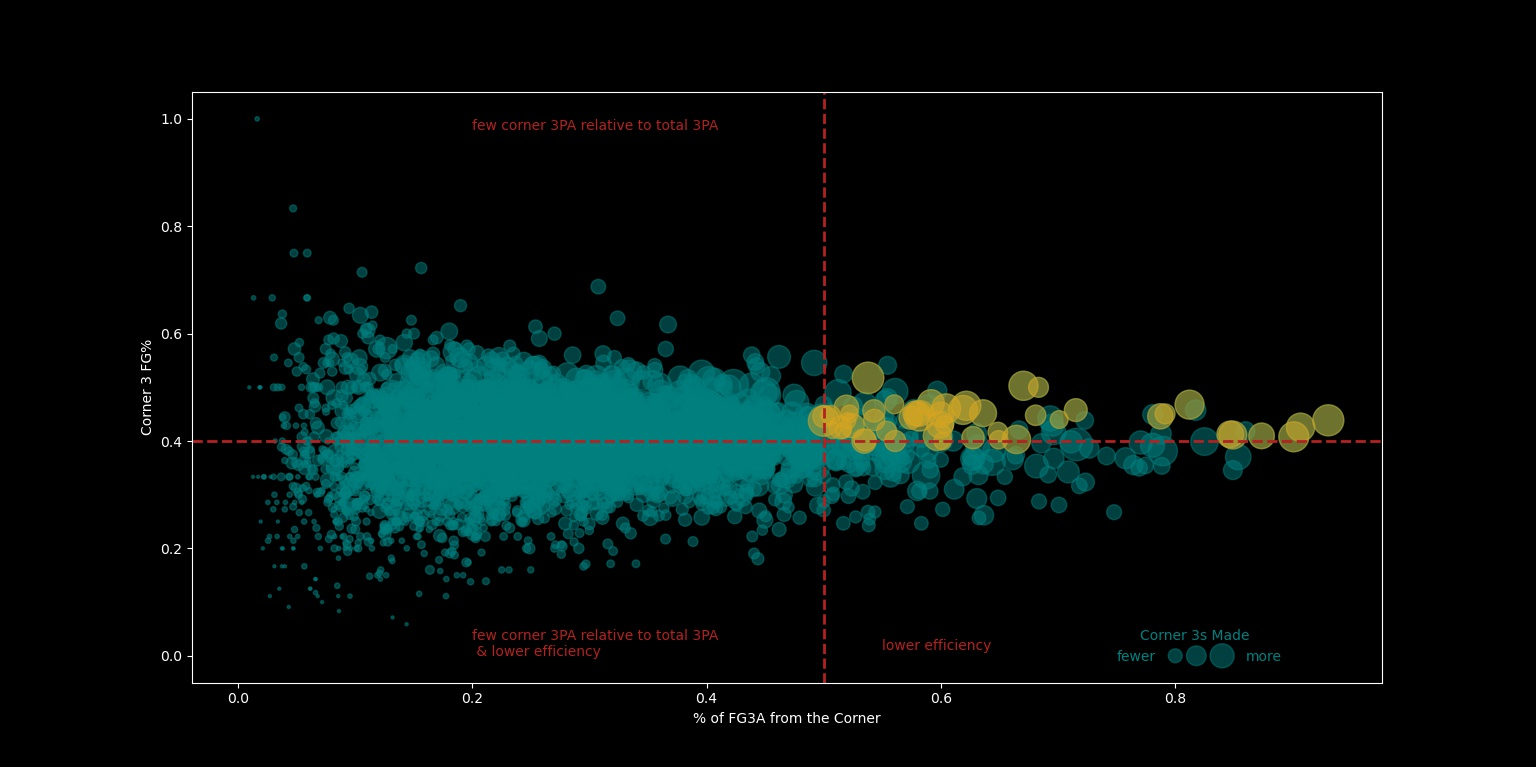 1.0
few corner 3PA relative to total 3PA
0.8
0.6
Corner 3 FG%
0.4
0.2
few corner 3PA relative to total 3PA
& lower efficiency
lower efficiency
Corner 3s Made
fewer more
0.0
0.0 0.2 0.4 0.6 0.8
% of FG3A from the Corner